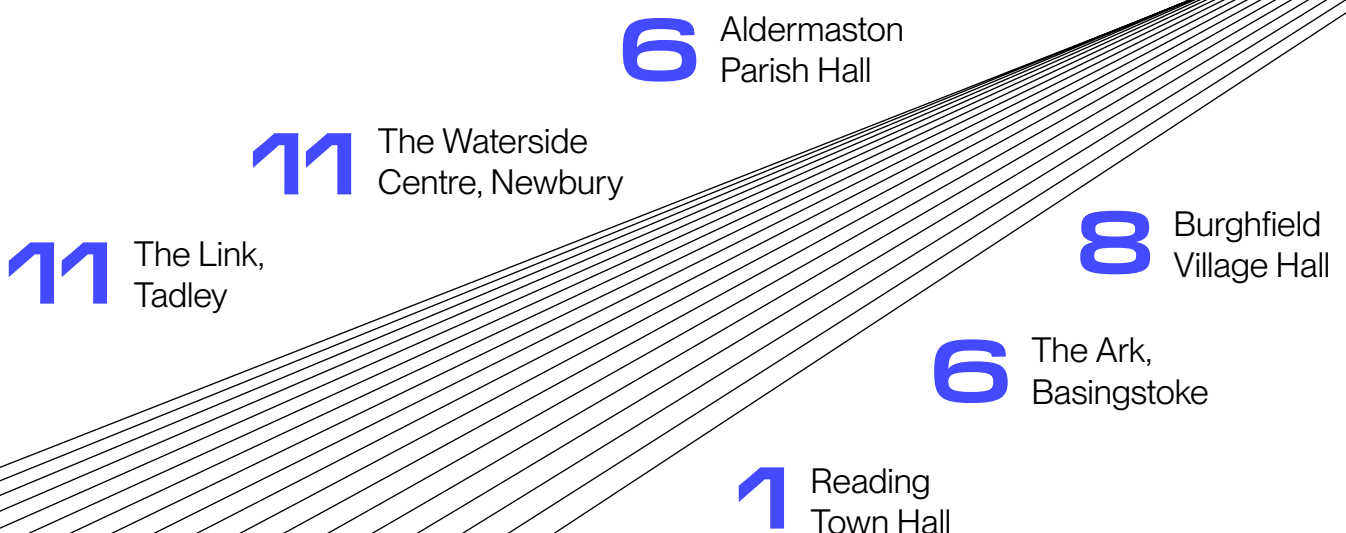 6
Aldermaston
Parish Hall
11
The Waterside
Centre, Newbury
8
Burghfield
Village Hall
11
The Link,
Tadley
6
The Ark,
Basingstoke
1
Reading
Town Hall